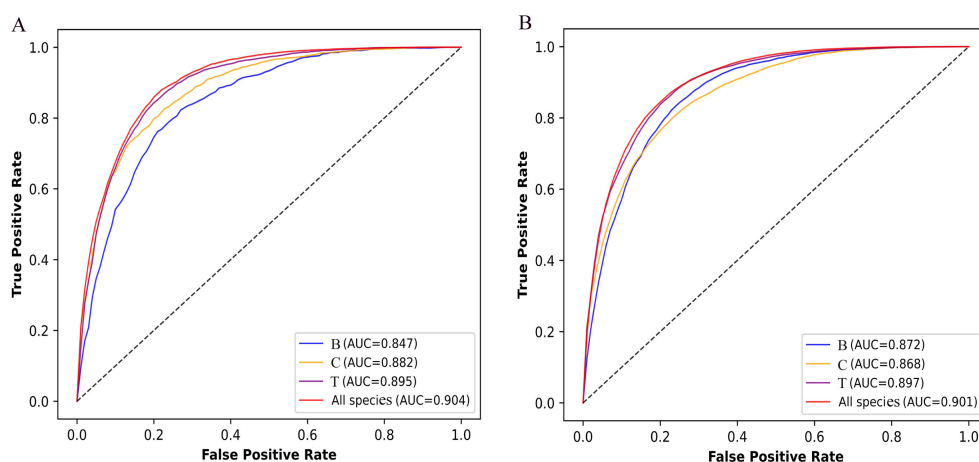 A
1.0
0.8
0.6
0.4
0.2
0.0
True Positive Rate
B (AUC=0.847)
C (AUC=0.882)
T (AUC=0.895)
All species (AUC=0.904)
0.0 0.2 0.4 0.6 0.8 1.0
False Positive Rate
B
1.0
0.8
0.6
0.4
0.2
0.0
True Positive Rate
B (AUC=0.872)
C (AUC=0.868)
T (AUC=0.897)
All species (AUC=0.901)
0.0 0.2 0.4 0.6 0.8 1.0
False Positive Rate